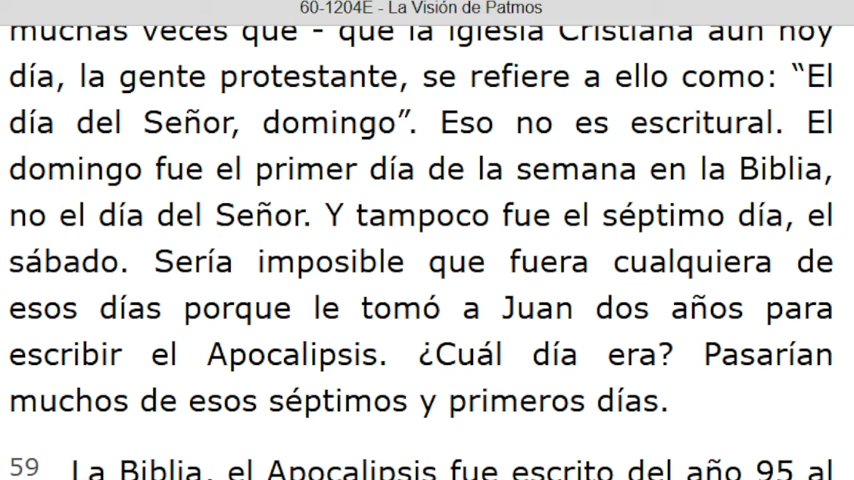 60-1204E - La Visión de Patmos
muchas veces que - que la iglesia Cristiana aún hoy
día, la gente protestante, se refiere a ello como: “El
día del Señor, domingo”. Eso no es escritural. El
domingo fue el primer día de la semana en la Biblia,
no el día del Señor. Y tampoco fue el séptimo día, el
sábado. Sería imposible que fuera cualquiera de
esos días porque le tomó a Juan dos años para
escribir el Apocalipsis. ¿Cuál día era? Pasarían
muchos de esos séptimos y primeros días.
59 La Biblia, el Apocalipsis fue escrito del año 95 al